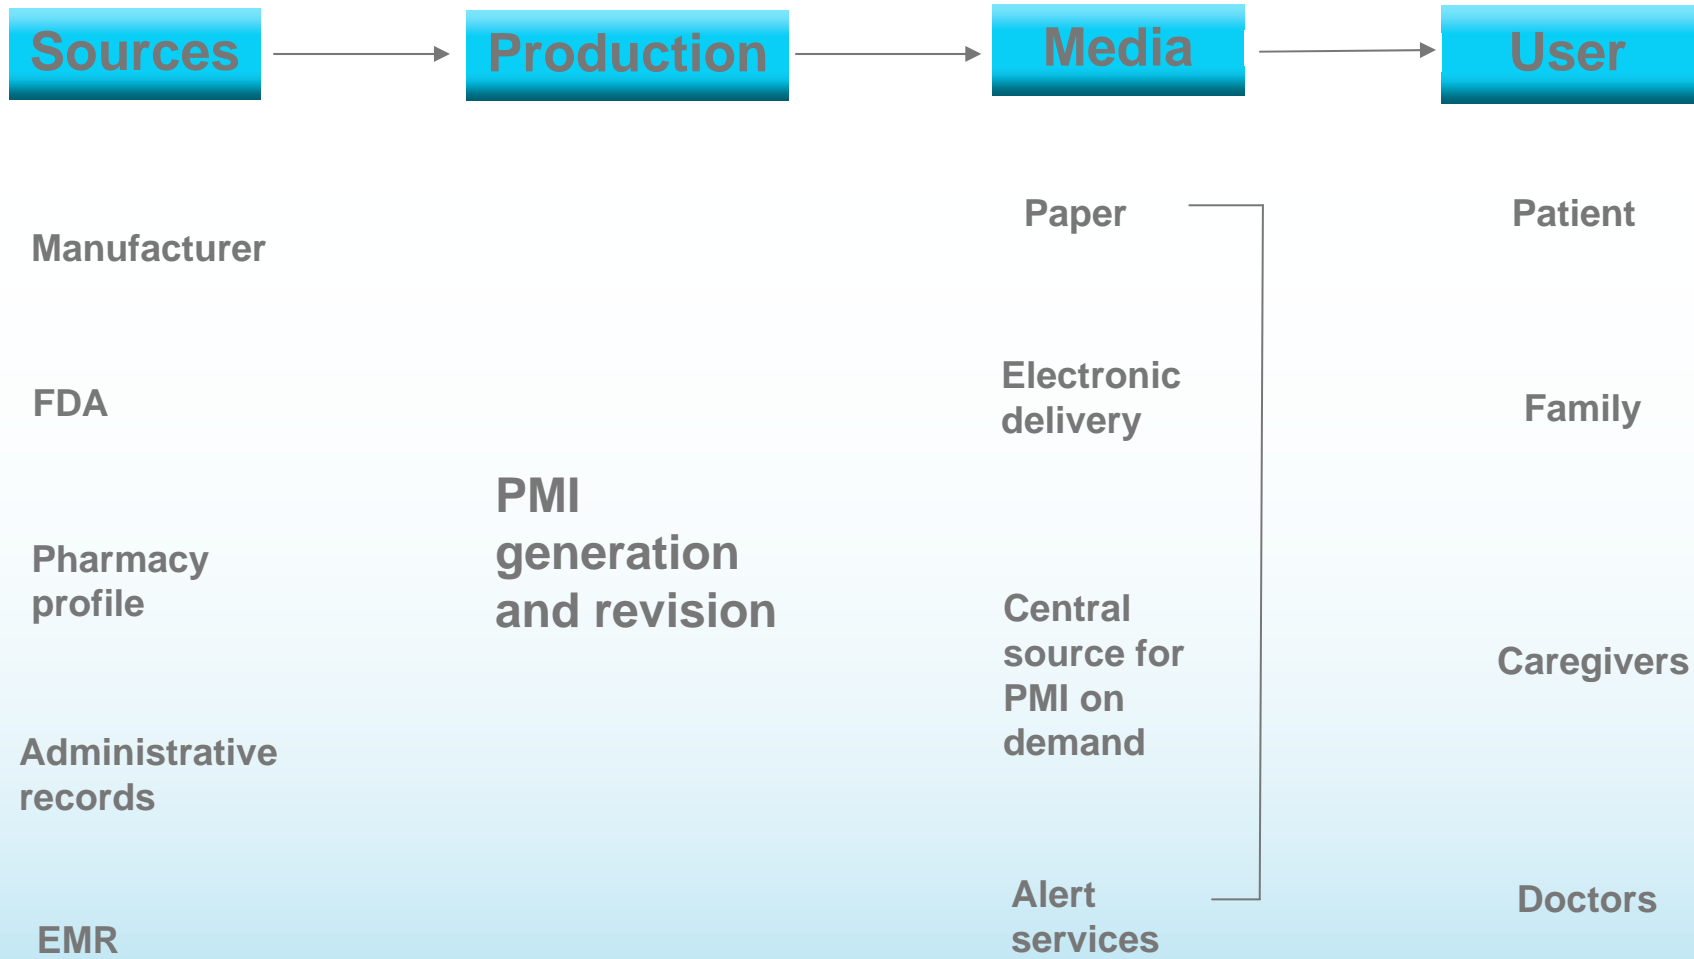 Sources
Production
Media
User
Manufacturer
FDA
Pharmacy
profile
Administrative
records
EMR
PMI
generation
and revision
Paper
Electronic
delivery
Central
source for
PMI on
demand
Alert
services
Patient
Family
Caregivers
Doctors